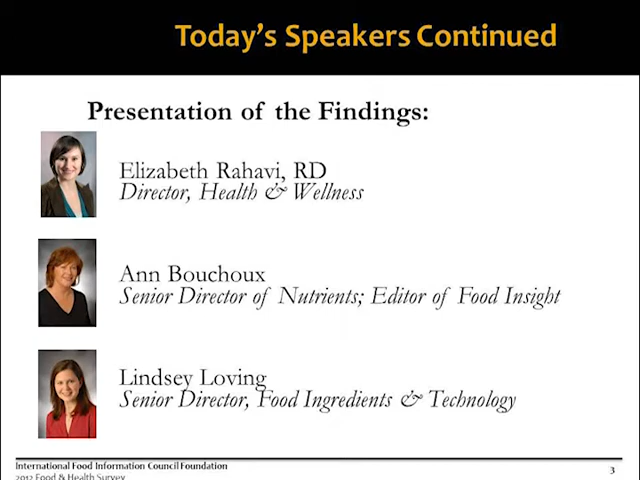 Today's Speakers Continued
Presentation of the Findings:
Elizabeth Rahavi, RD
Director, Health & Wellness
Ann Bouchoux
Senior Director of Nutrients; Editor of Food Insight
Lindsey Loving
Senior Director, Food Ingredients & Technology
International Food Information Council Foundation
2012 Food & Health Survey
3